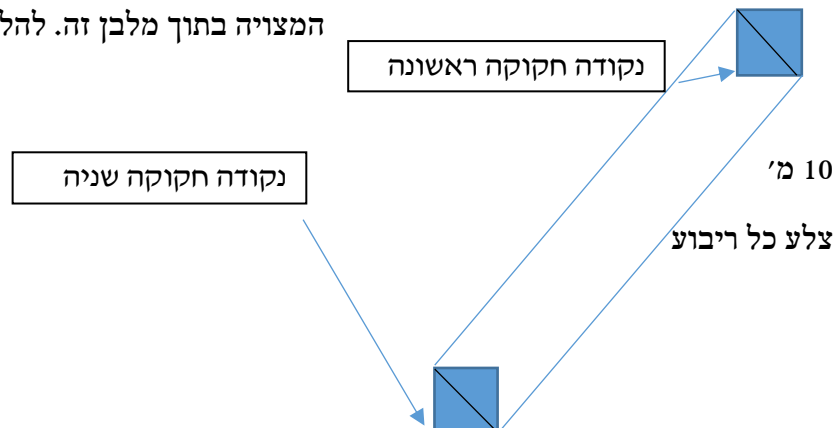 המצויה בתוך מלבן זה. להל
נקודה חקוקה ראשונה
10 מ'
נקודה חקוקה שניה
צלע כל ריבוע